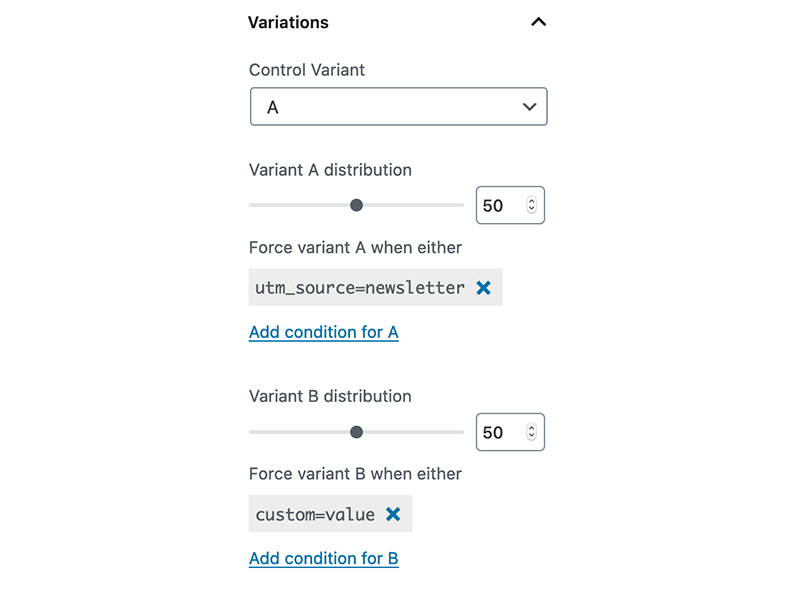 Variations
Control Variant
A
Variant A distribution
50
Force variant A when either
utm_source=newsletter
Add condition for A
Variant B distribution
50
Force variant B when either
custom=value
Add condition for B